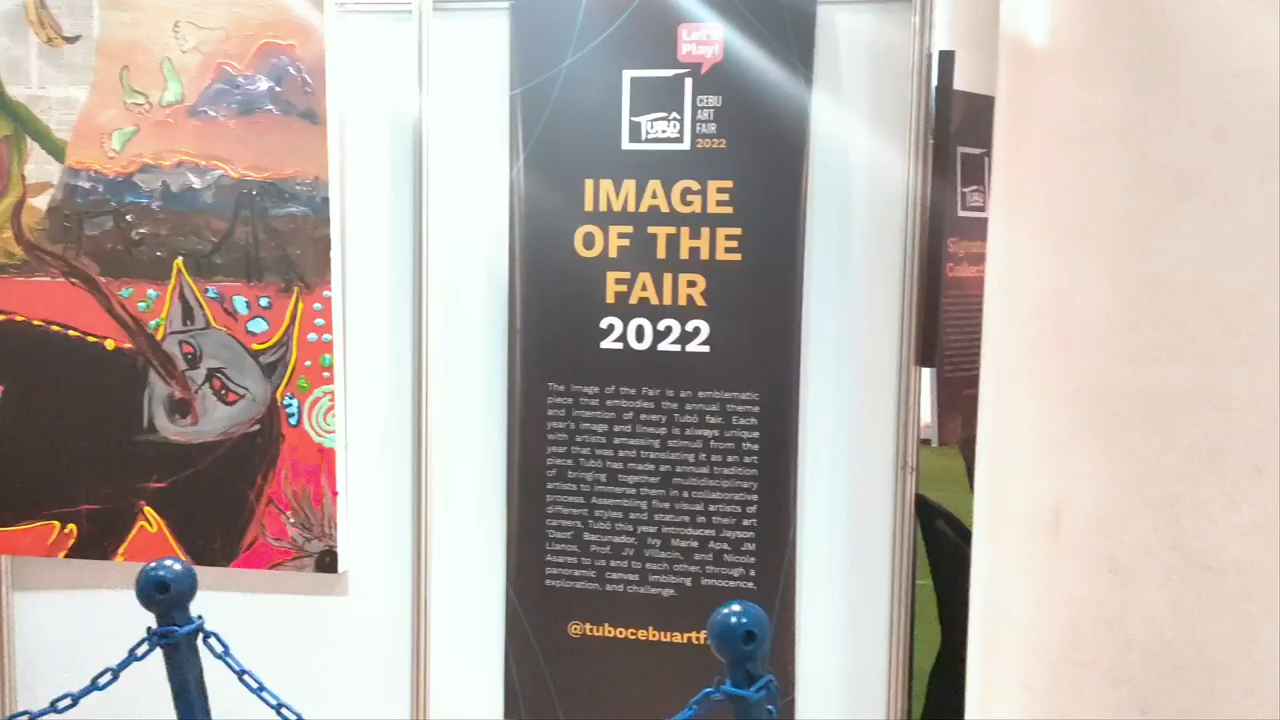 Let's
Play!
TUBÔ
CEBU
ART
FAIR
2022
IMAGE
OF THE
FAIR
2022
The Image of the Fair is an emblematic
piece that embodies the annual theme
and intention of every Tubô fair. Each
year's image and lineup is always unique
with artists amassing stimuli from the
year that was and translating it as an art
piece. Tubô has made an annual tradition
of bringing together multidisciplinary
artists to immerse them in a collaborative
process. Assembling five visual artists of
different styles and stature in their art
careers, Tubô this year introduces Jayson
'Daot' Bacunador, Ivy Marie Apa, JM
Llanos, Prof. JV Villacin, and Nicole
Asares to us and to each other, through a
panoramic canvas imbibing innocence,
exploration, and challenge.
@tubocebuartf
TUBÔ